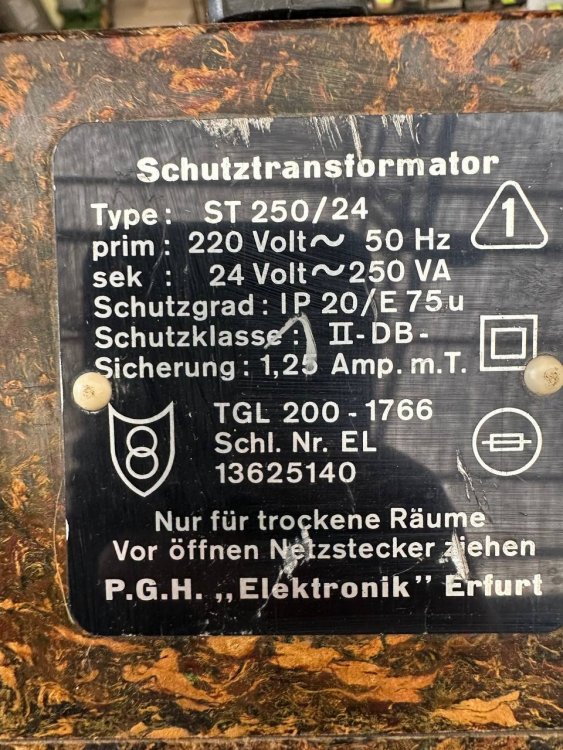 Schutztransformator
Type: ST 250/24
prim: 220 Volt~ 50 Hz
1
sek : 24 Volt~250 VA
Schutzgrad: IP 20/E 75u
Schutzklasse: II-DB-
Sicherung: 1,25 Amp. m.T.
TGL 200-1766
Schl. Nr. EL
13625140
Nur für trockene Räume
Vor öffnen Netzstecker ziehen
P.G.H. „Elektronik" Erfurt